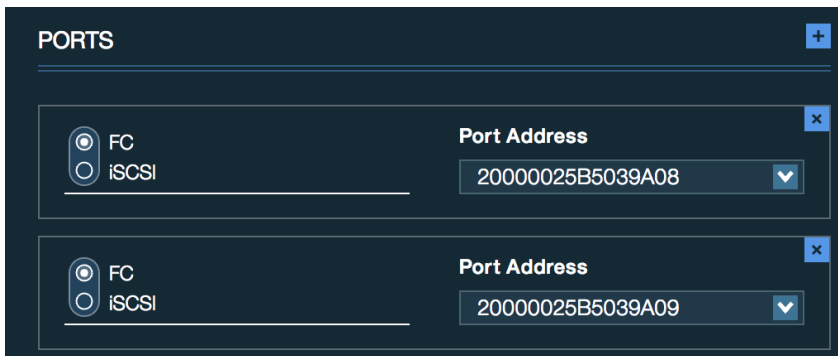 PORTS
FC
iSCSI
Port Address
20000025B5039A08
FC
iSCSI
Port Address
20000025B5039A09